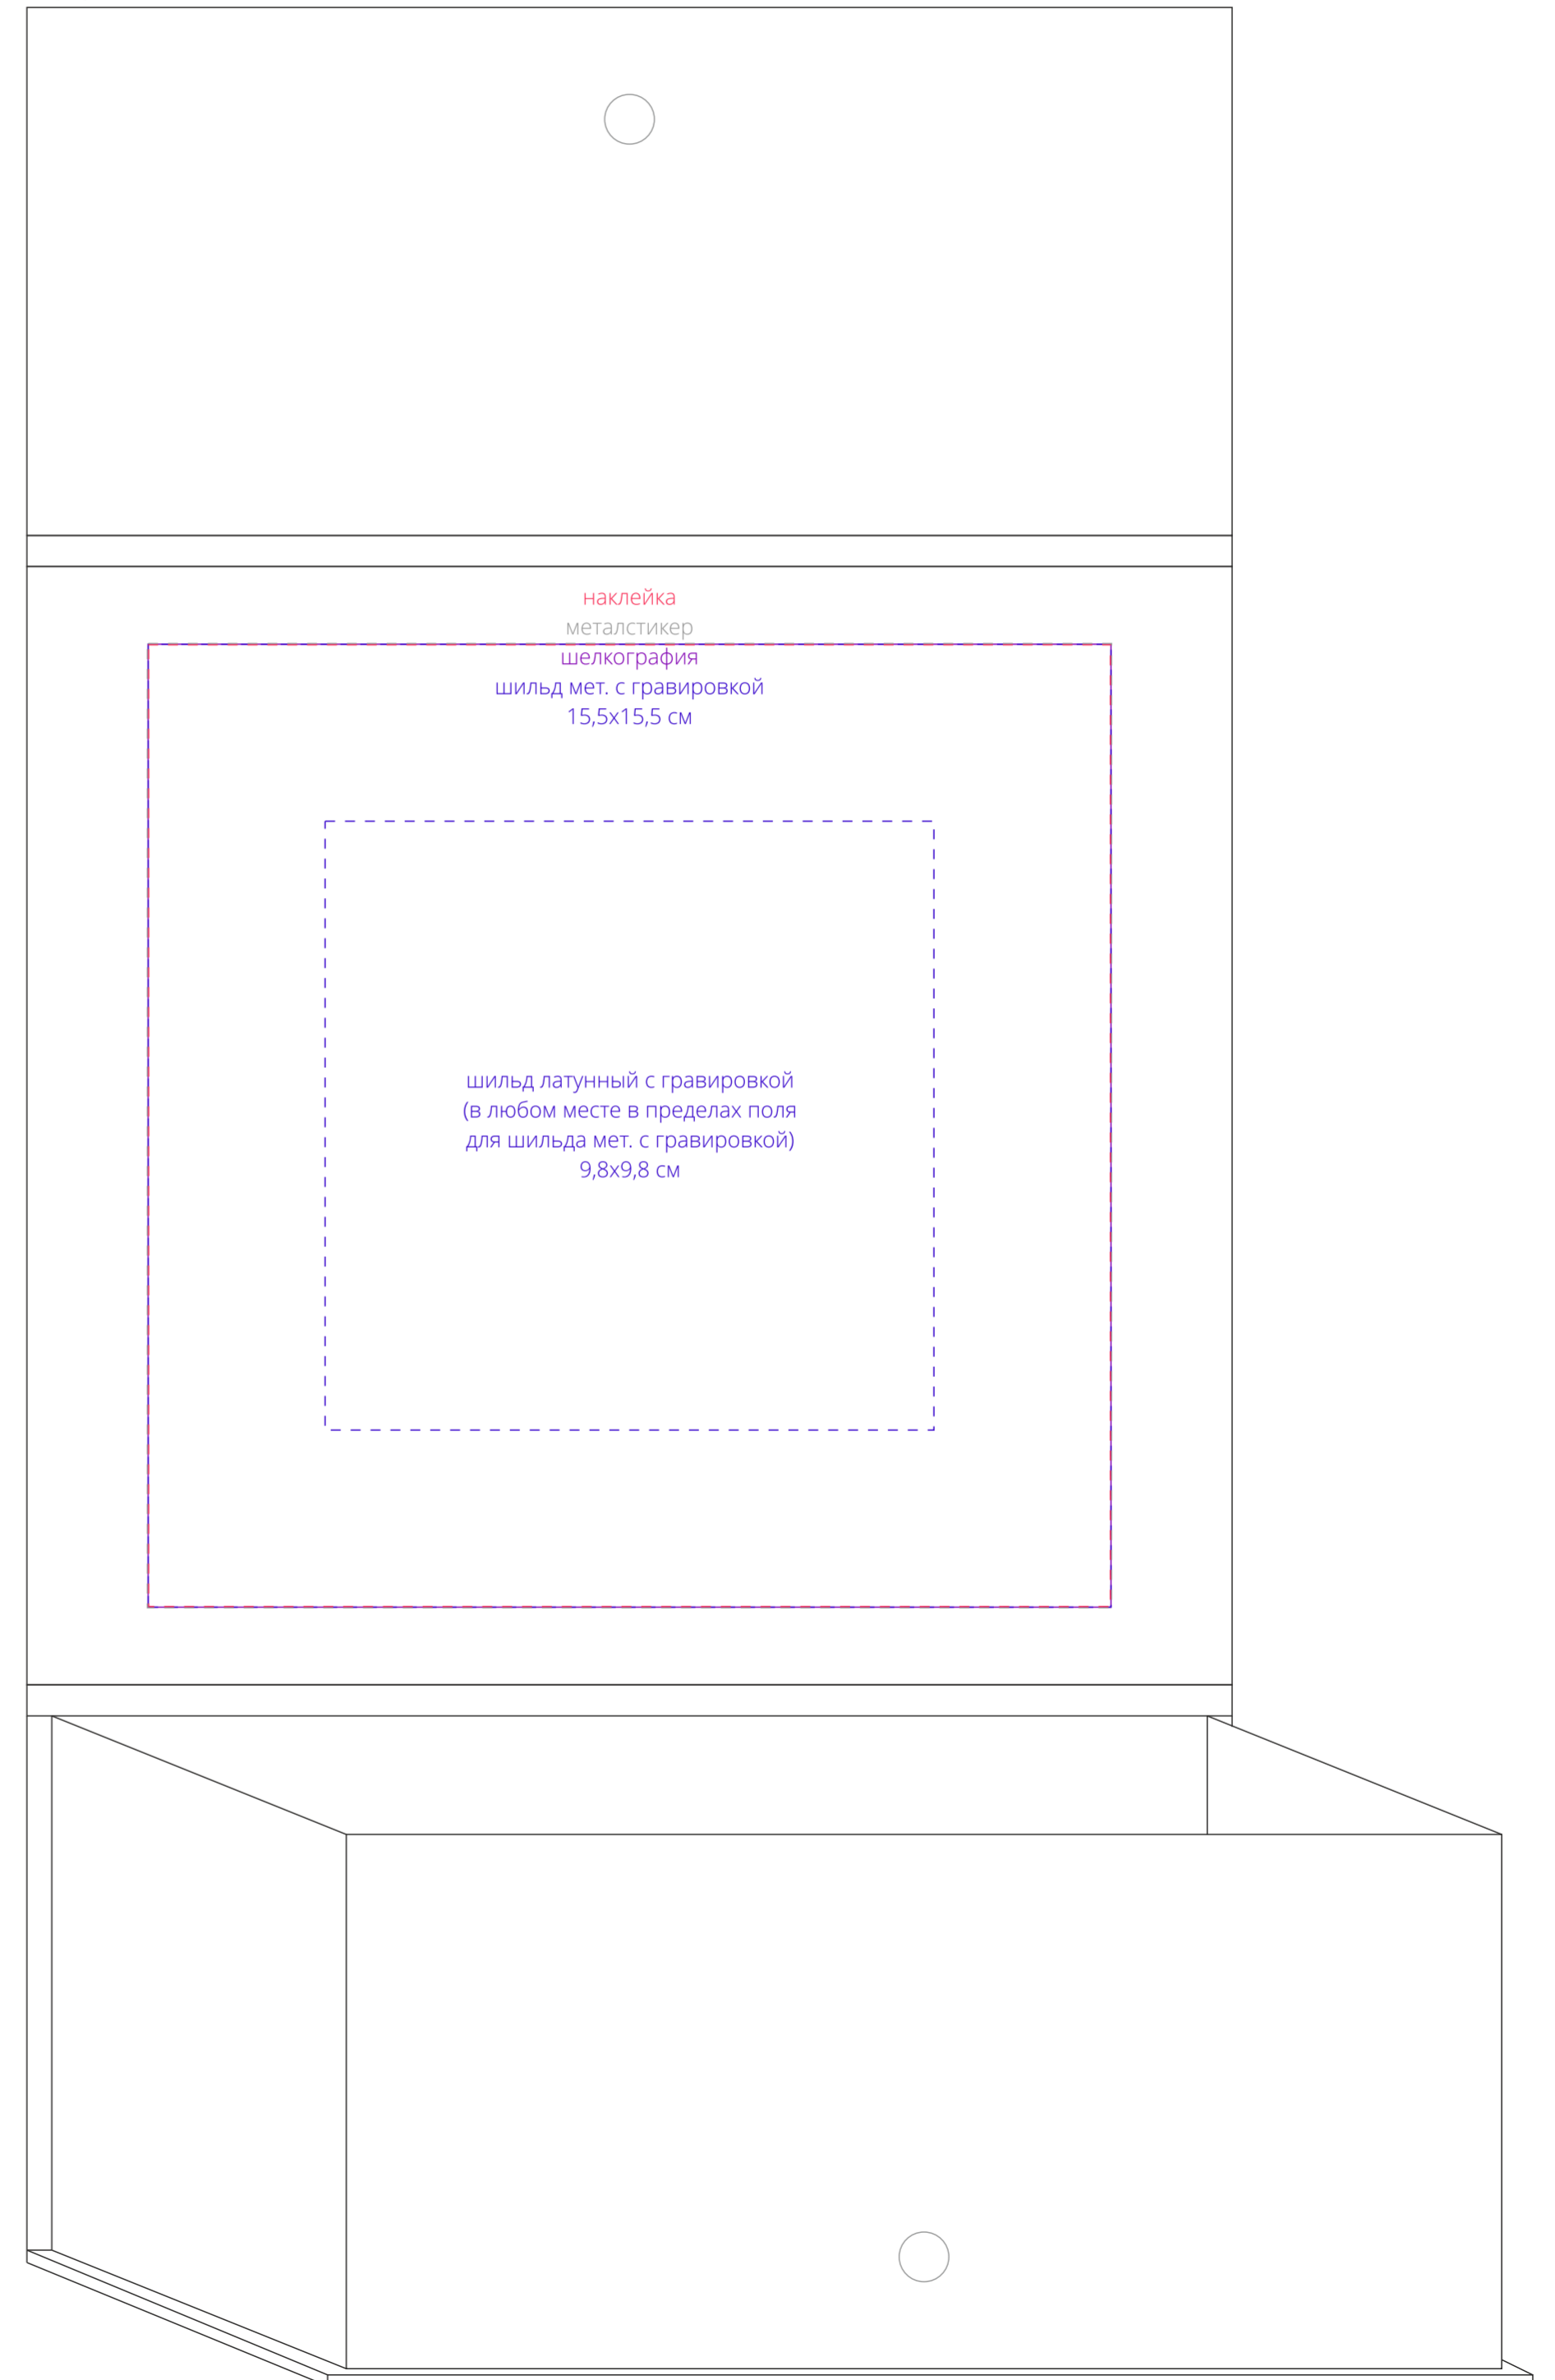 наклейка
металстикер
шелкография
шильд мет. с гравировкой
15,5х15,5 см
шильд латунный с гравировкой
(в любом месте в пределах поля
для шильда мет. с гравировкой)
9,8х9,8 см